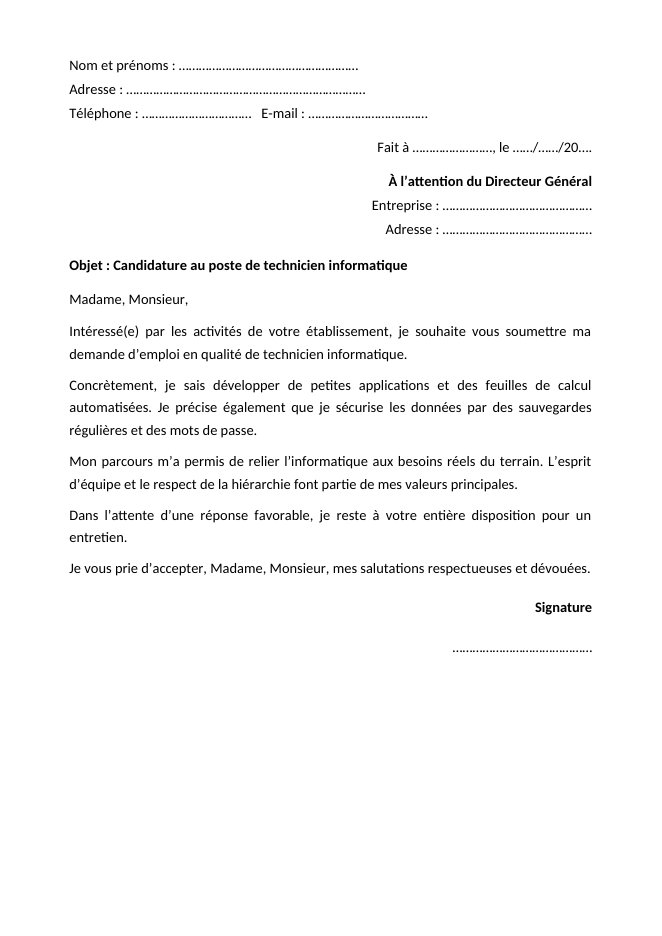 Nom et prénoms : ……………………………………………….
Adresse : ………………………………………………………………
Téléphone : …………………………… E-mail : ………………………………
Fait à ……………………, le ……/……/20….
À l’attention du Directeur Général
Entreprise : ………………………………………
Adresse : ………………………………………
Objet : Candidature au poste de technicien informatique
Madame, Monsieur,
Intéressé(e) par les activités de votre établissement, je souhaite vous soumettre ma
demande d’emploi en qualité de technicien informatique.
Concrètement, je sais développer de petites applications et des feuilles de calcul
automatisées. Je précise également que je sécurise les données par des sauvegardes
régulières et des mots de passe.
Mon parcours m’a permis de relier l’informatique aux besoins réels du terrain. L’esprit
d’équipe et le respect de la hiérarchie font partie de mes valeurs principales.
Dans l’attente d’une réponse favorable, je reste à votre entière disposition pour un
entretien.
Je vous prie d’accepter, Madame, Monsieur, mes salutations respectueuses et dévouées.
Signature
……………………………………